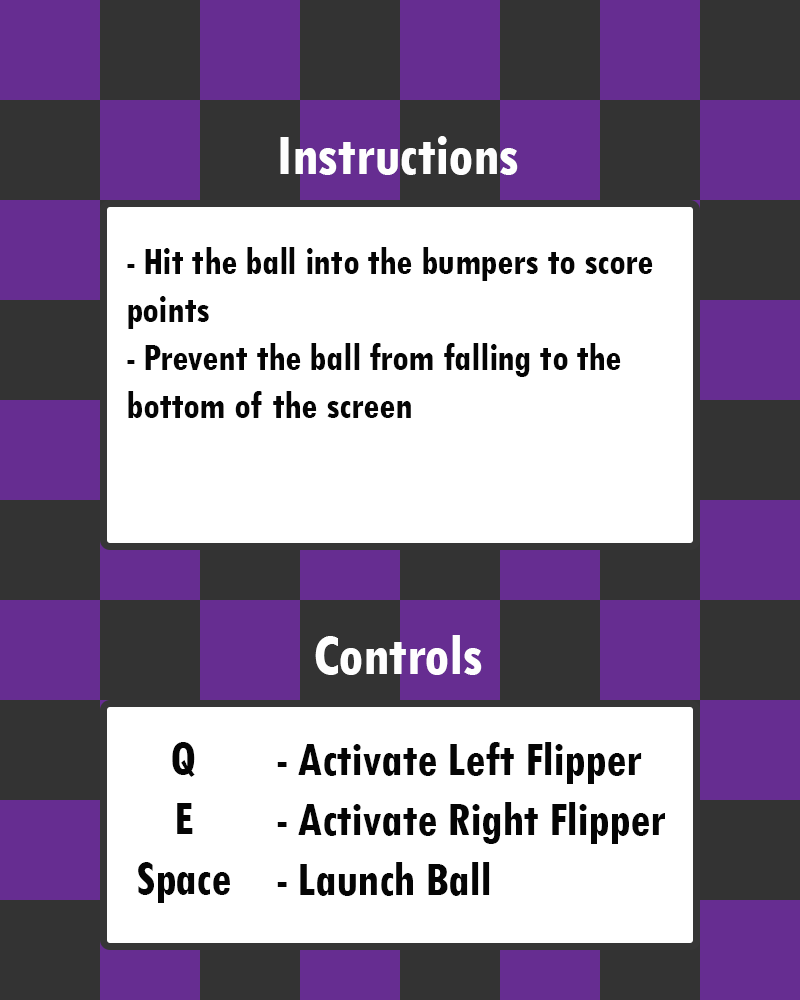 Instructions
- Hit the ball into the bumpers to score
points
- Prevent the ball from falling to the
bottom of the screen
Controls
Q - Activate Left Flipper
E - Activate Right Flipper
Space - Launch Ball